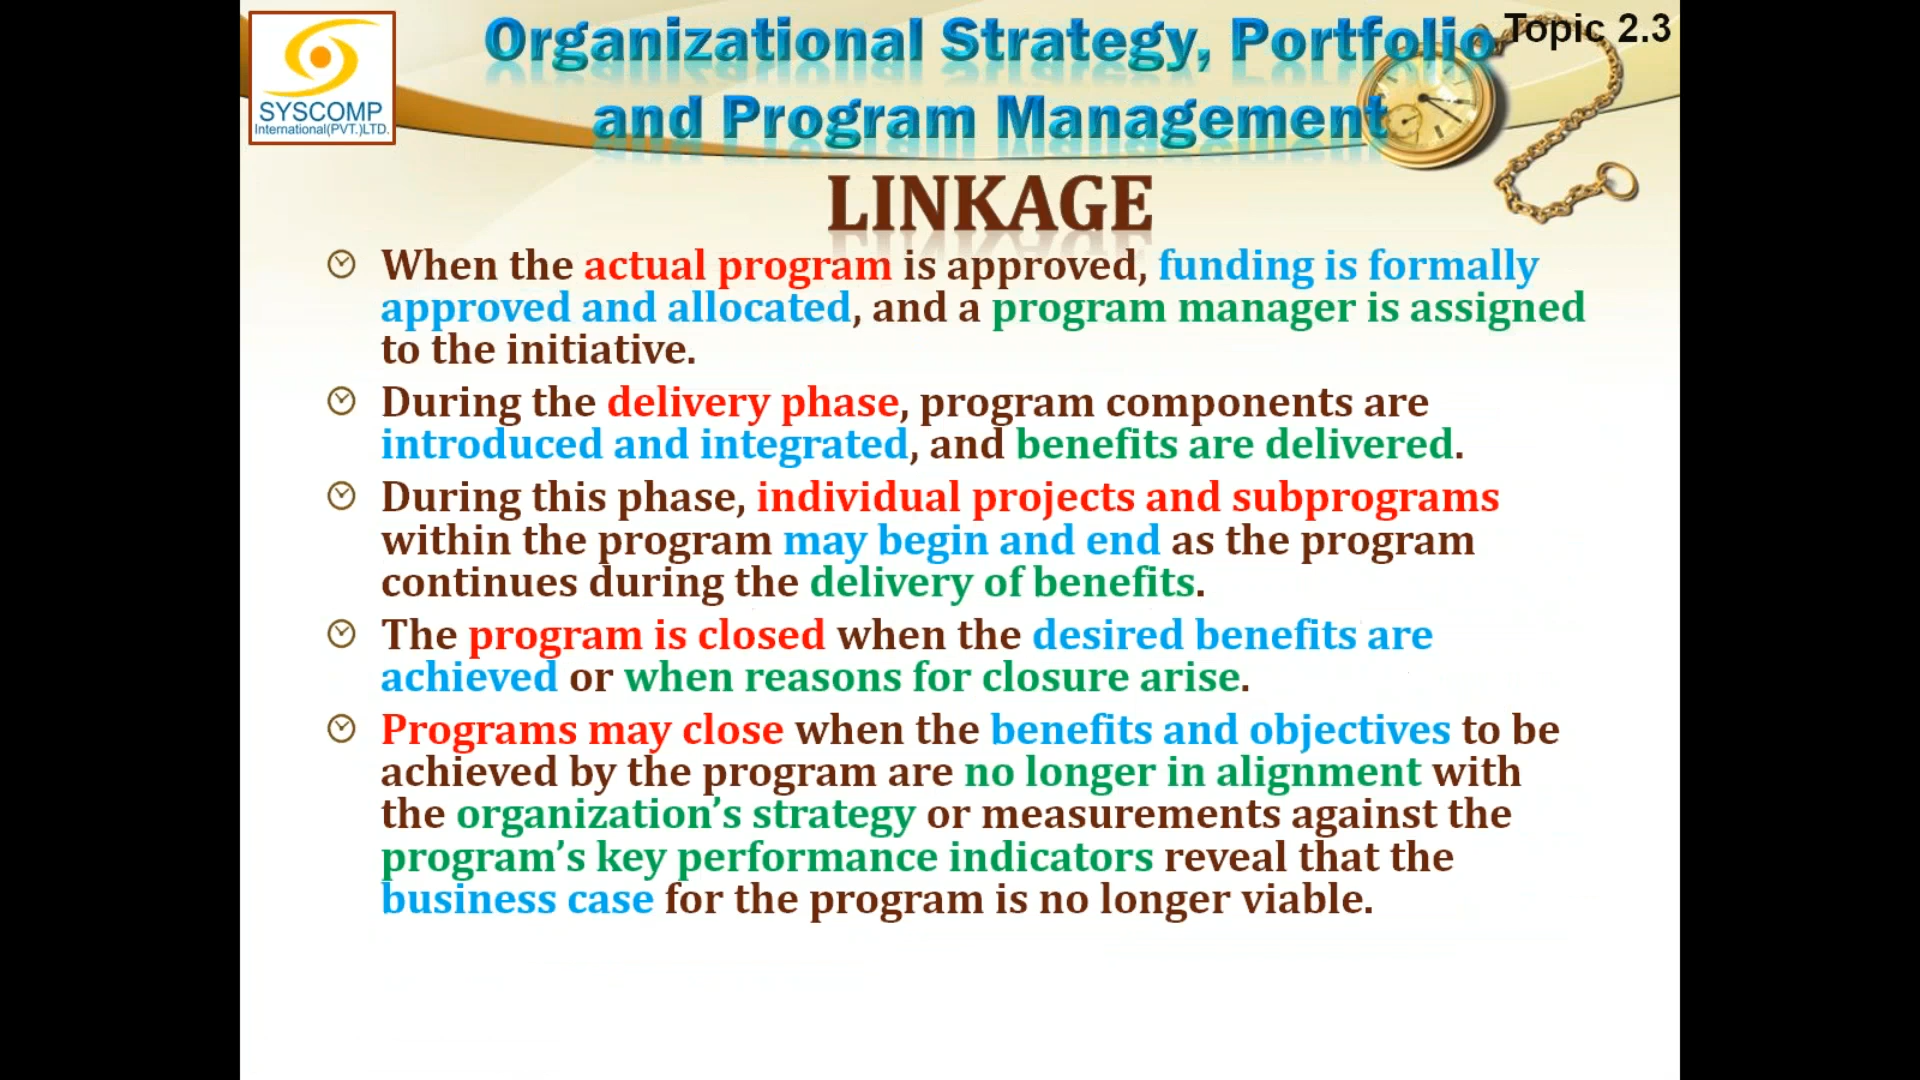 SYSCOMP
International(PVT.)LTD.
Organizational Strategy, Portfolio
Topic 2.3
and Program Management
LINKAGE
When the actual program is approved, funding is formally
approved and allocated, and a program manager is assigned
to the initiative.
During the delivery phase, program components are
introduced and integrated, and benefits are delivered.
During this phase, individual projects and subprograms
within the program may begin and end as the program
continues during the delivery of benefits.
The program is closed when the desired benefits are
achieved or when reasons for closure arise.
Programs may close when the benefits and objectives to be
achieved by the program are no longer in alignment with
the organization’s strategy or measurements against the
program’s key performance indicators reveal that the
business case for the program is no longer viable.